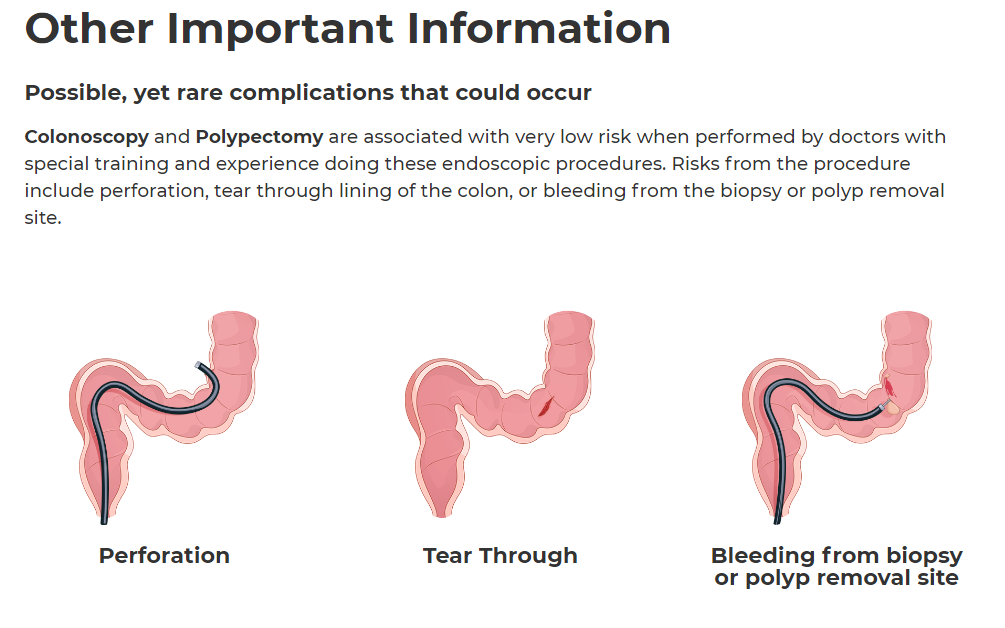 Other Important Information
Possible, yet rare complications that could occur
Colonoscopy and Polypectomy are associated with very low risk when performed by doctors with
special training and experience doing these endoscopic procedures. Risks from the procedure
include perforation, tear through lining of the colon, or bleeding from the biopsy or polyp removal
site.
Perforation
Tear Through
Bleeding from biopsy
or polyp removal site